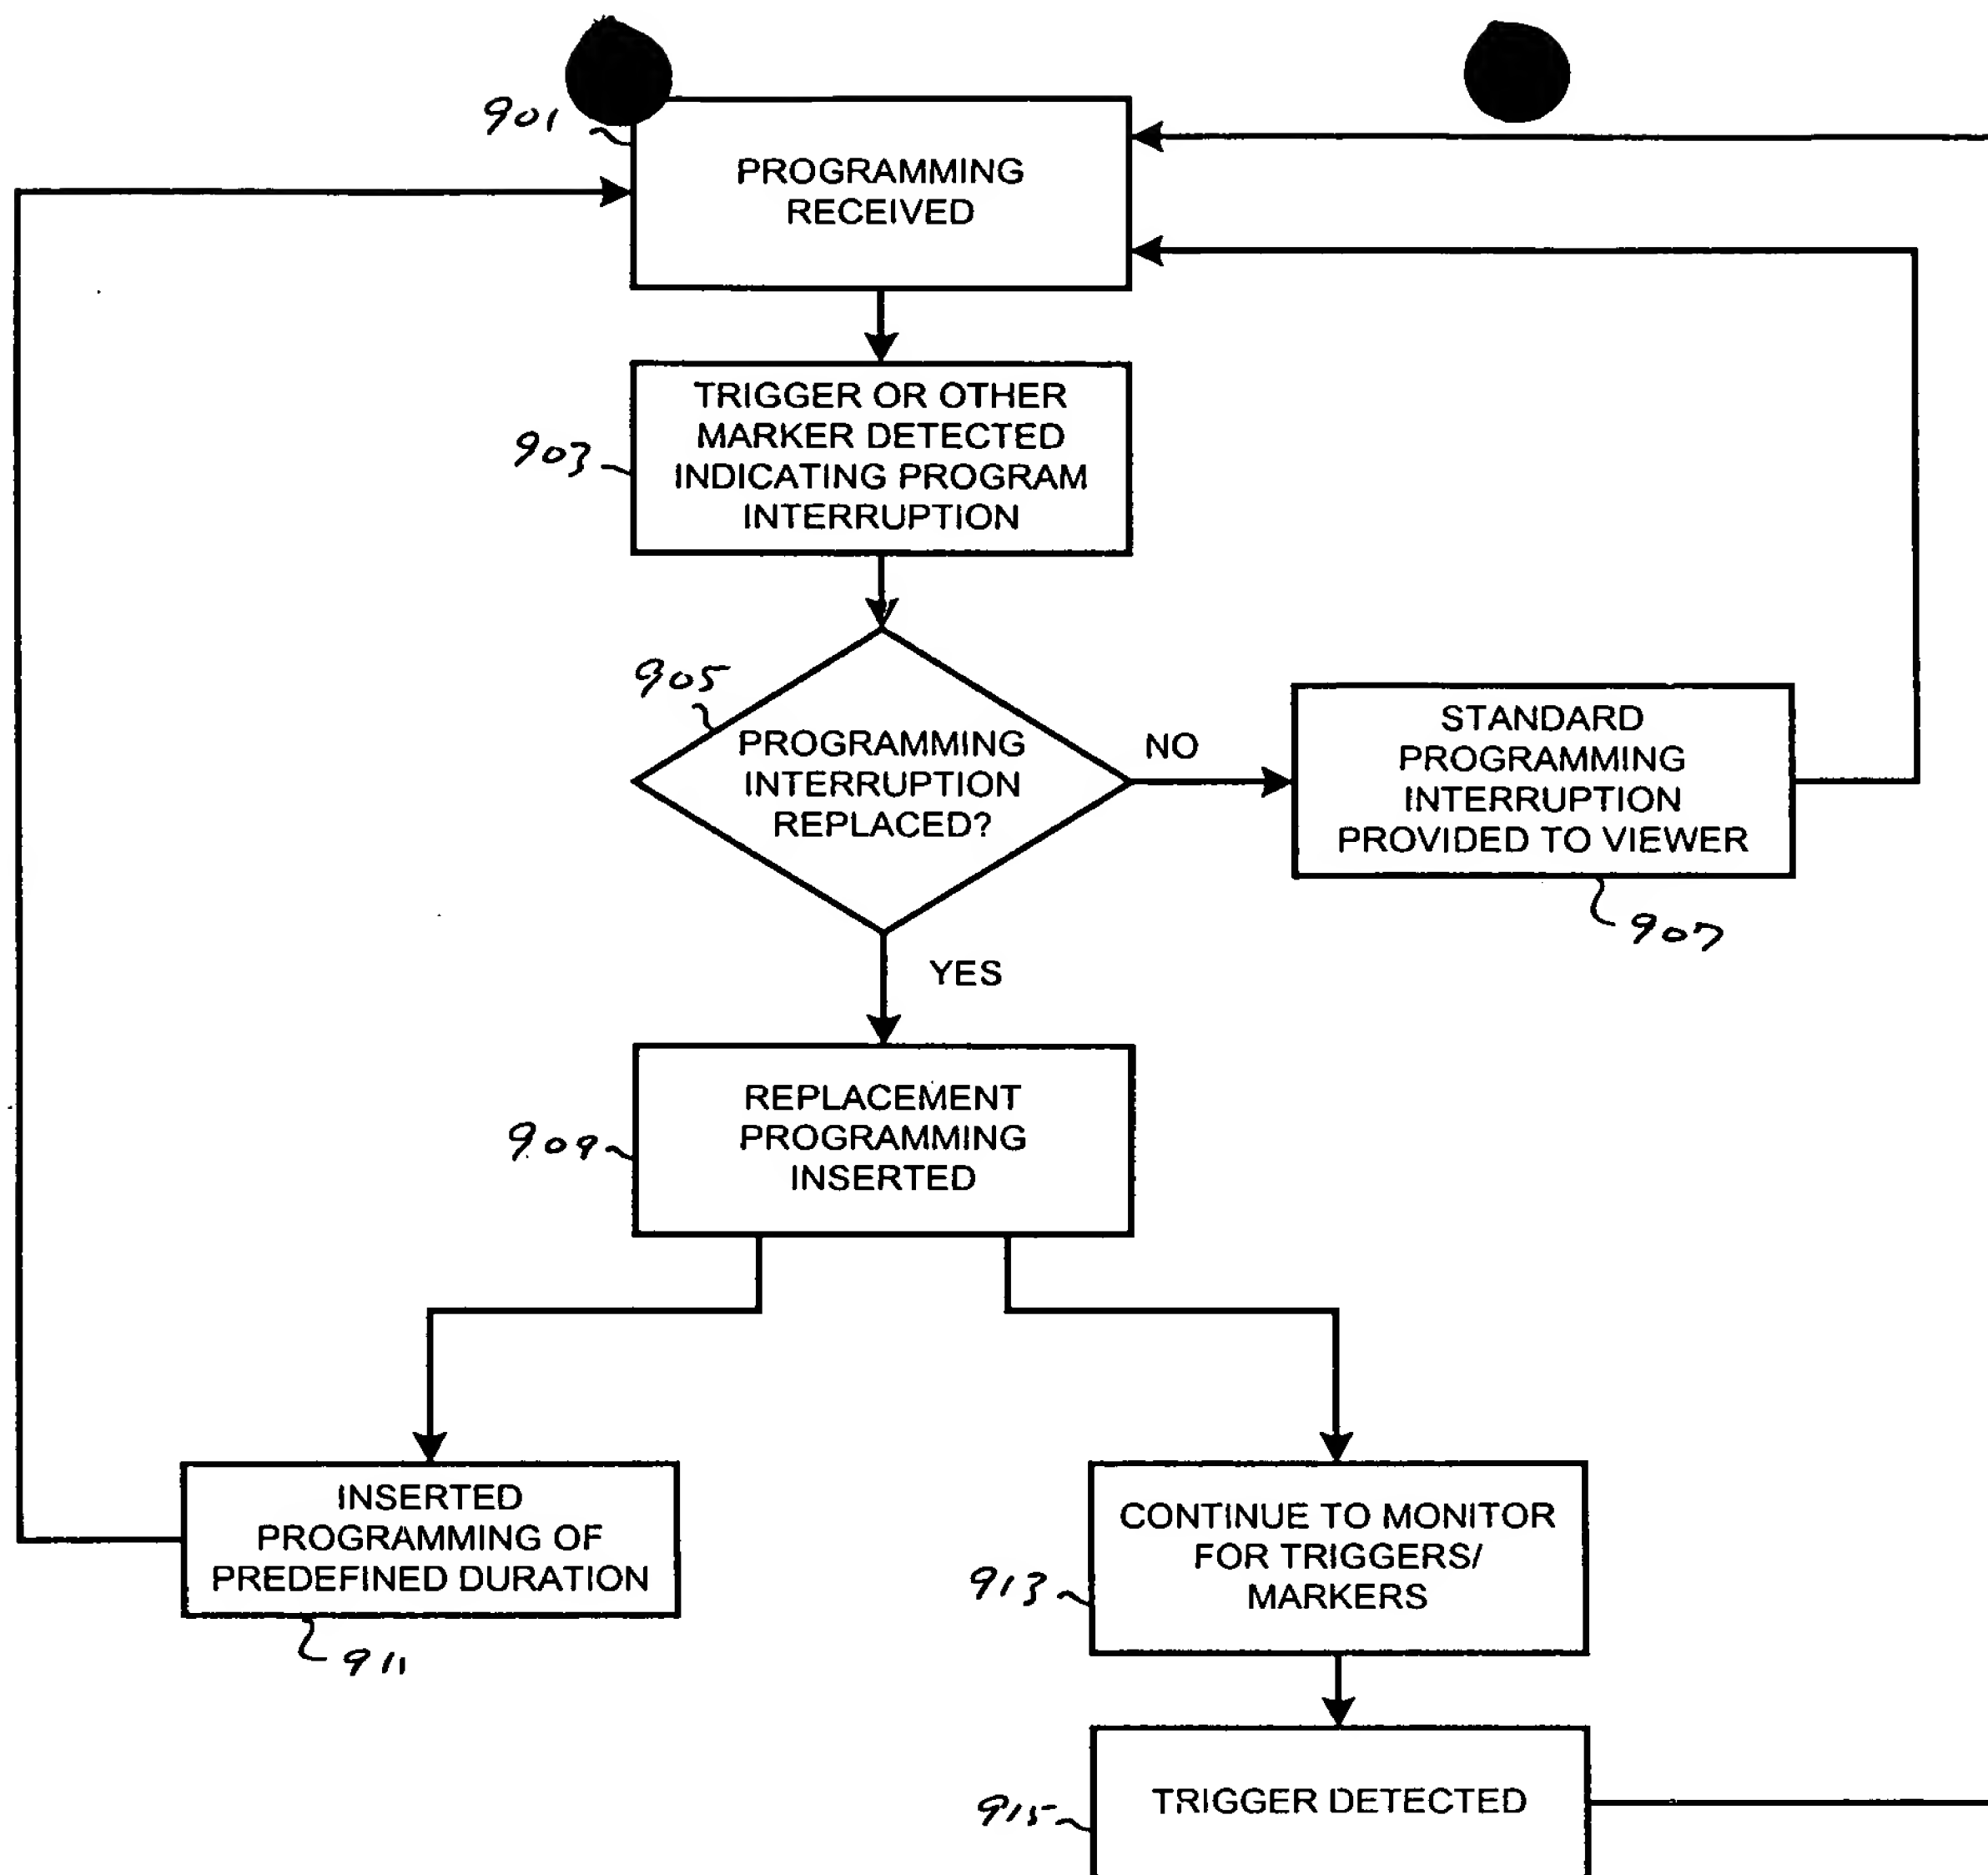 901
PROGRAMMING
RECEIVED
903
TRIGGER OR OTHER
MARKER DETECTED
INDICATING PROGRAM
INTERRUPTION
905
PROGRAMMING
INTERRUPTION
REPLACED?
NO
STANDARD
PROGRAMMING
INTERRUPTION
PROVIDED TO VIEWER
907
YES
909
REPLACEMENT
PROGRAMMING
INSERTED
INSERTED
PROGRAMMING OF
PREDEFINED DURATION
911
913
CONTINUE TO MONITOR
FOR TRIGGERS/
MARKERS
915
TRIGGER DETECTED